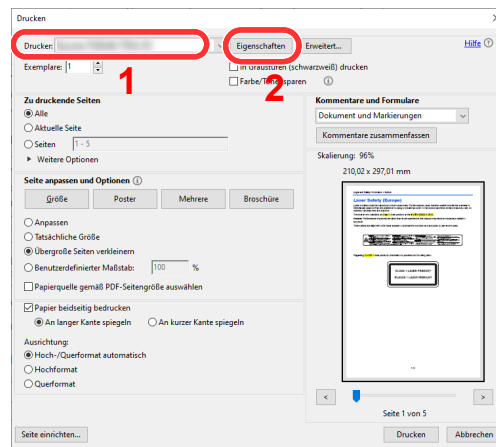 Drucken
Drucker:
Eigenschaften
Erweitert...
Hilfe
Exemplare: 1
In Graustufen (schwarzweiß) drucken
Farbe/Toner sparen
1
2
Zu druckende Seiten
Alle
Aktuelle Seite
Seiten 1 - 5
Weitere Optionen
Seite anpassen und Optionen
Größe
Poster
Mehrere
Broschüre
Anpassen
Tatsächliche Größe
Übergroße Seiten verkleinern
Benutzerdefinierter Maßstab: 100 %
Papierquelle gemäß PDF-Seitengröße auswählen
Papier beidseitig bedrucken
An langer Kante spiegeln
An kurzer Kante spiegeln
Ausrichtung:
Hoch-/Querformat automatisch
Hochformat
Querformat
Kommentare und Formulare
Dokument und Markierungen
Kommentare zusammenfassen
Skalierung: 96%
210,02 x 297,01 mm
Laser Safety (Europe)
CLASS 1 LASER PRODUCT
<
>
Seite 1 von 5
Seite einrichten...
Drucken
Abbrechen